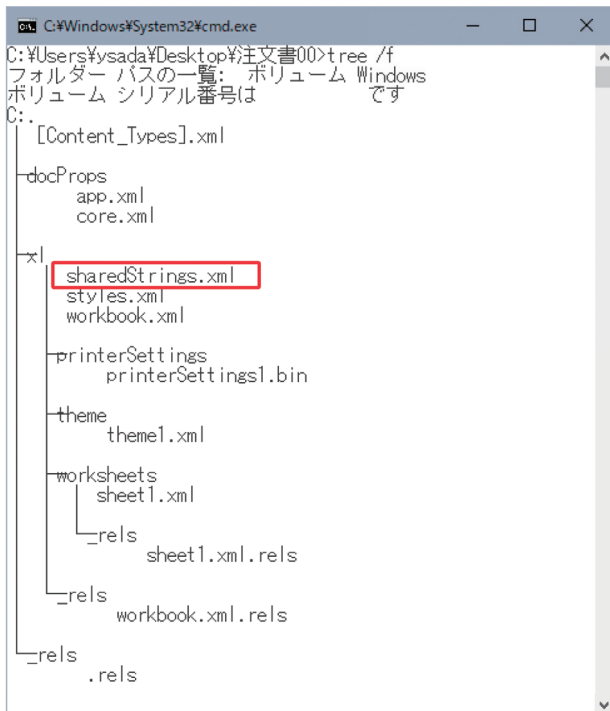 C:¥Windows¥System32¥cmd.exe
C:¥Users¥ysada¥Desktop¥注文書00>tree /f
フォルダー パスの一覧:  ボリューム Windows
ボリューム シリアル番号は          です
C:.
│  [Content_Types].xml
│
├─docProps
│      app.xml
│      core.xml
│
├─xl
│  │  sharedStrings.xml
│  │  styles.xml
│  │  workbook.xml
│  │
│  ├─printerSettings
│  │      printerSettings1.bin
│  │
│  ├─theme
│  │      theme1.xml
│  │
│  ├─worksheets
│  │  │  sheet1.xml
│  │  │
│  │  └─_rels
│  │          sheet1.xml.rels
│  │
│  └─_rels
│          workbook.xml.rels
│
└─_rels
        .rels